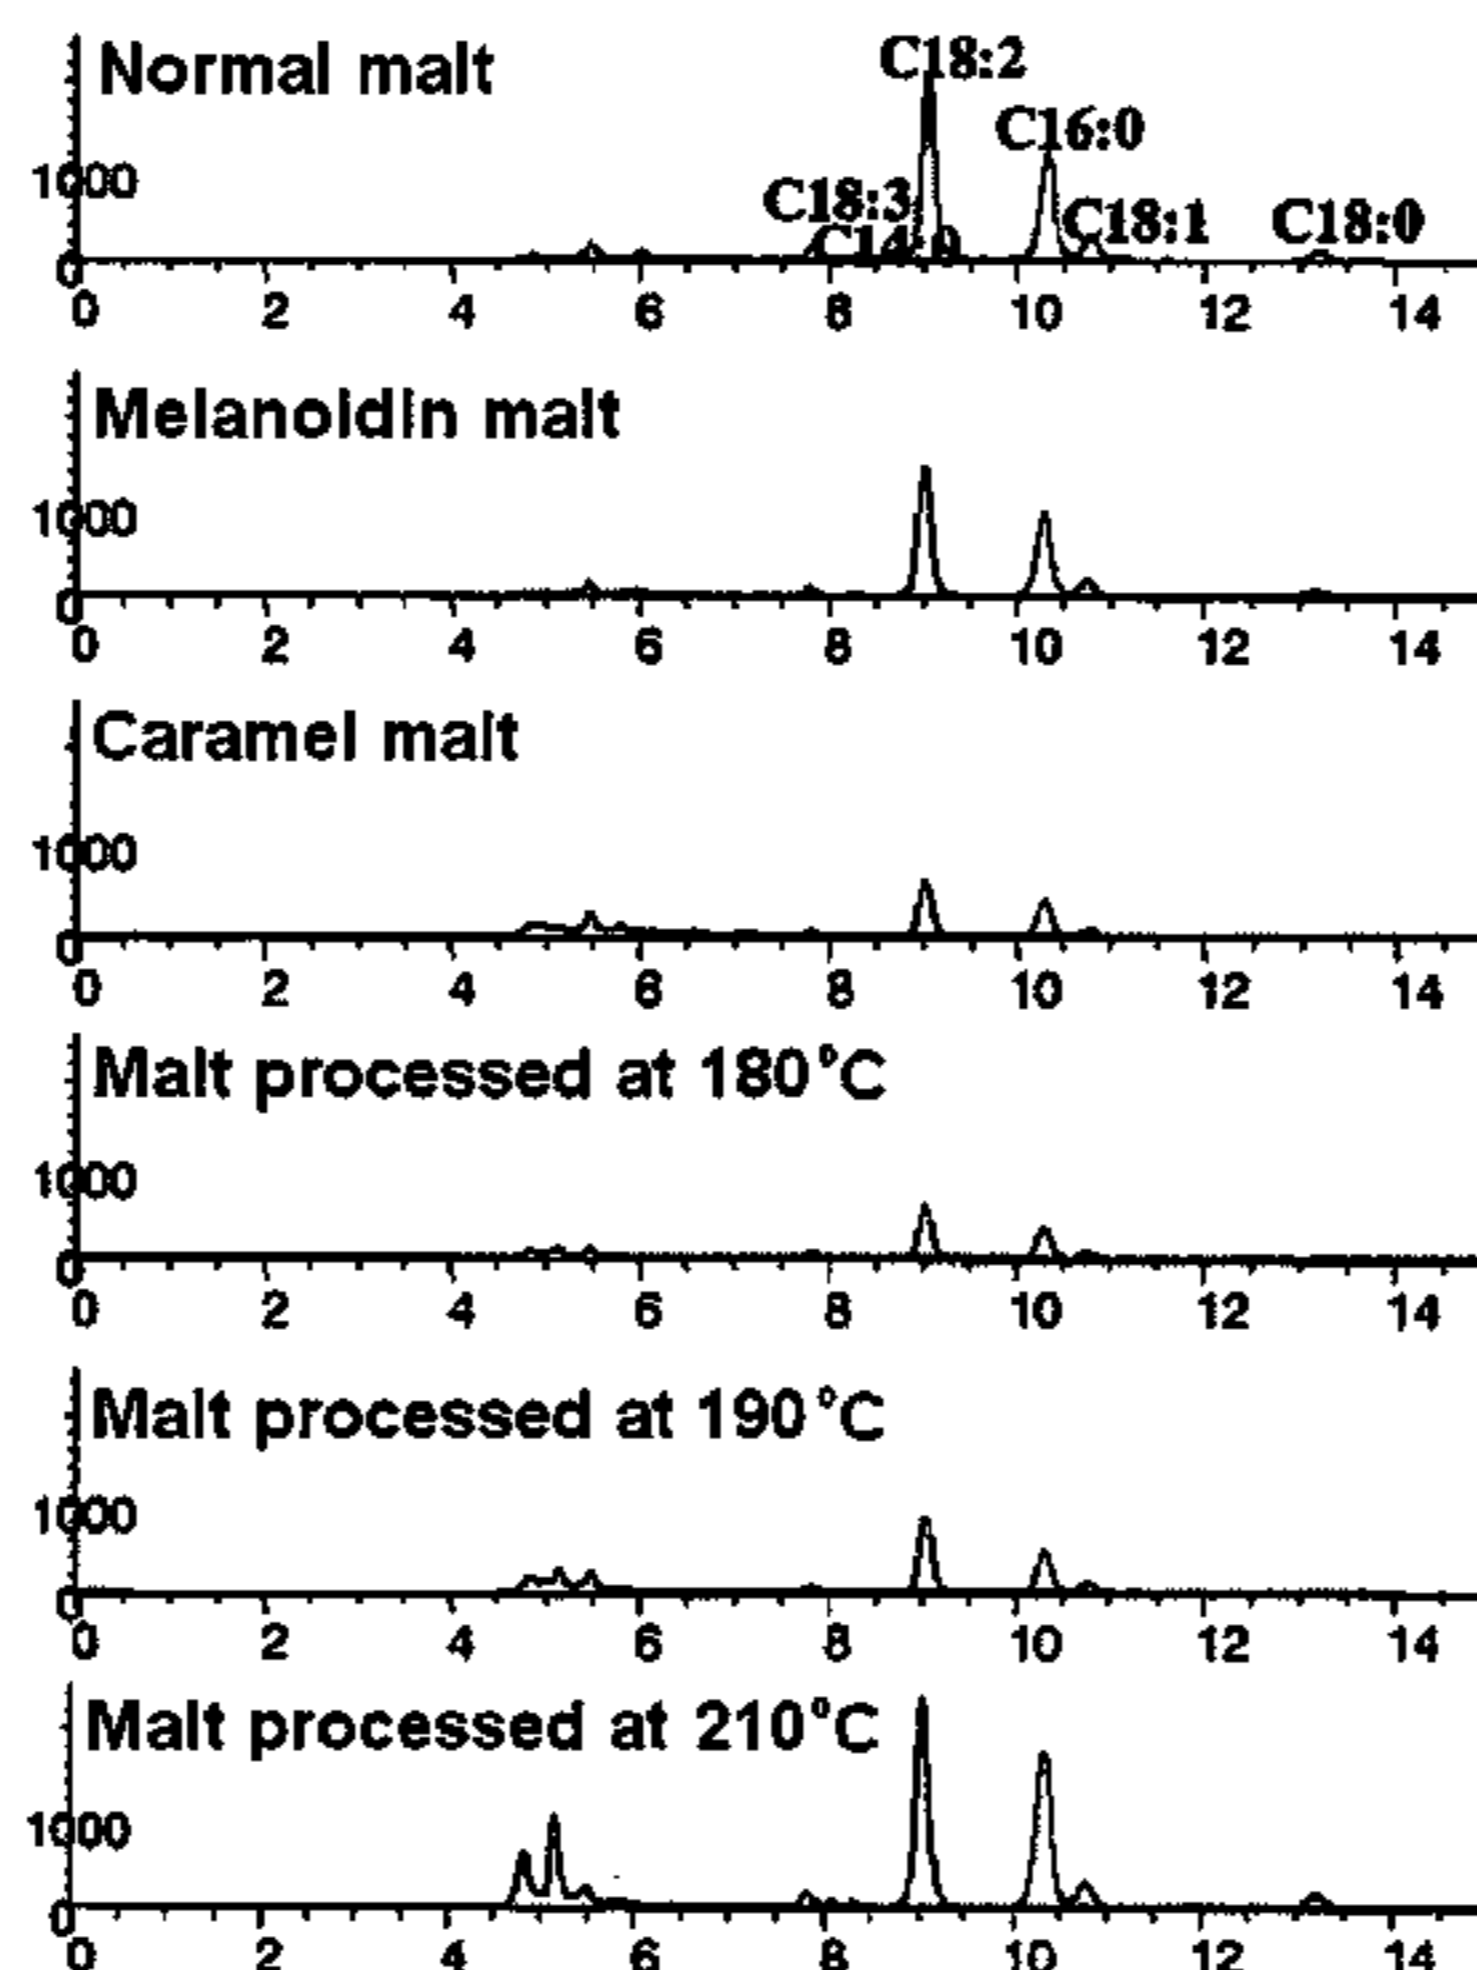 Normal malt
C18:2
C16:0
1000
C18:3
C18:1
C18:0
C14:0
0
0 2 4 6 8 10 12 14
Melanoidin malt
1000
0
0 2 4 6 8 10 12 14
Caramel malt
1000
0
0 2 4 6 8 10 12 14
Malt processed at 180°C
1000
0
0 2 4 6 8 10 12 14
Malt processed at 190°C
1000
0
0 2 4 6 8 10 12 14
Malt processed at 210°C
1000
0
0 2 4 6 8 10 12 14